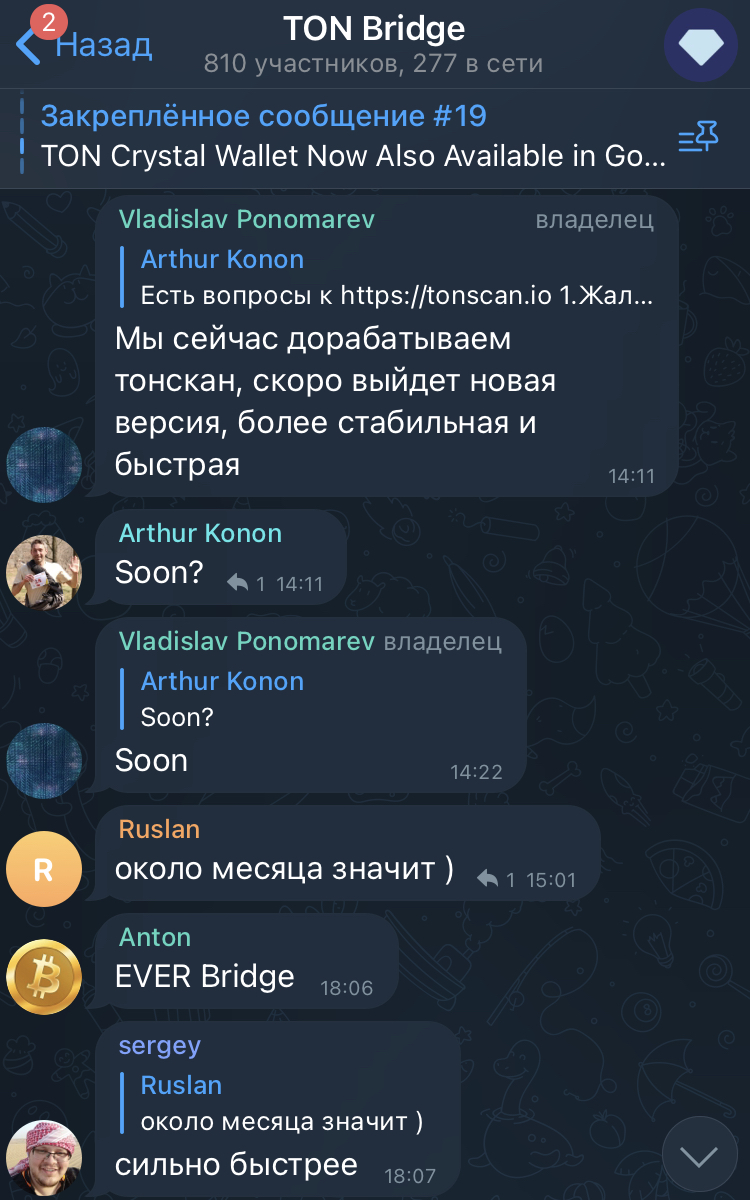 2
Назад
TON Bridge
810 участников, 277 в сети
Закреплённое сообщение #19
TON Crystal Wallet Now Also Available in Go...
Vladislav Ponomarev владелец
Arthur Konon
Есть вопросы к https://tonscan.io 1.Жал...
Мы сейчас дорабатываем
тонскан, скоро выйдет новая
версия, более стабильная и
быстрая
14:11
Arthur Konon
Soon? 1 14:11
Vladislav Ponomarev владелец
Arthur Konon
Soon?
Soon
14:22
Ruslan
R
около месяца значит ) 1 15:01
Anton
EVER Bridge 18:06
sergey
Ruslan
около месяца значит )
сильно быстрее 18:07